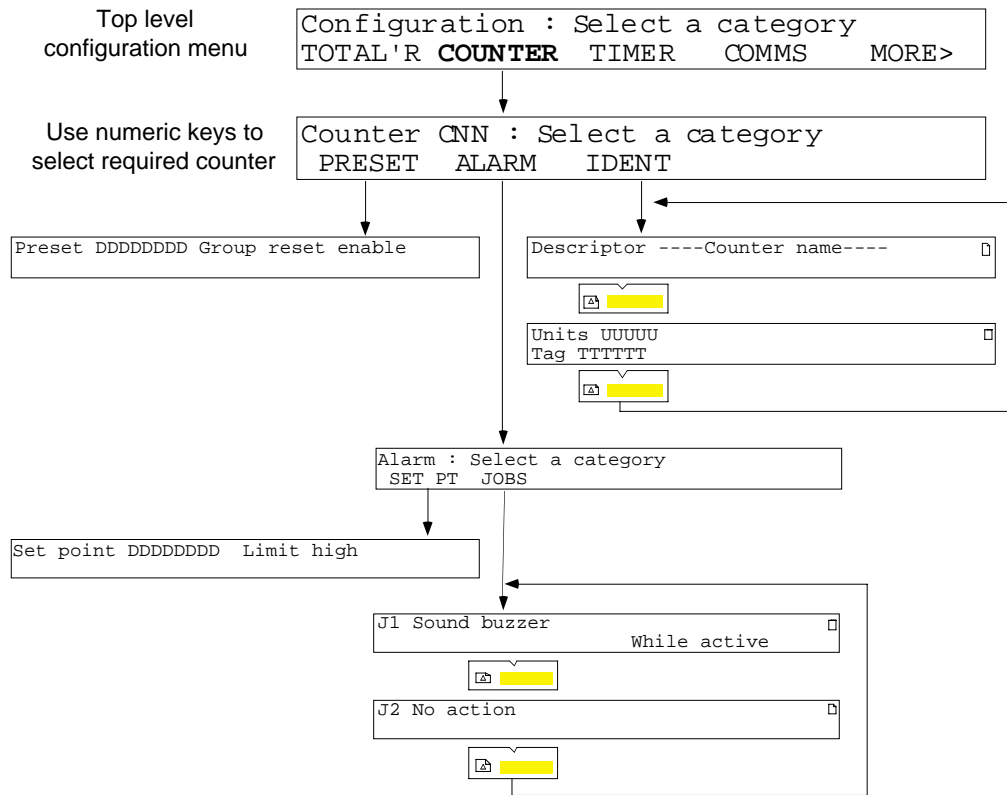 Top level
configuration menu
Configuration : Select a category
TOTAL'R COUNTER TIMER COMMS MORE>
Use numeric keys to
select required counter
Counter CNN : Select a category
PRESET ALARM IDENT
Preset DDDDDDDD Group reset enable
Descriptor ----Counter name----
Units UUUUU
Tag TTTTTT
Alarm : Select a category
SET PT JOBS
Set point DDDDDDDD Limit high
J1 Sound buzzer
While active
J2 No action